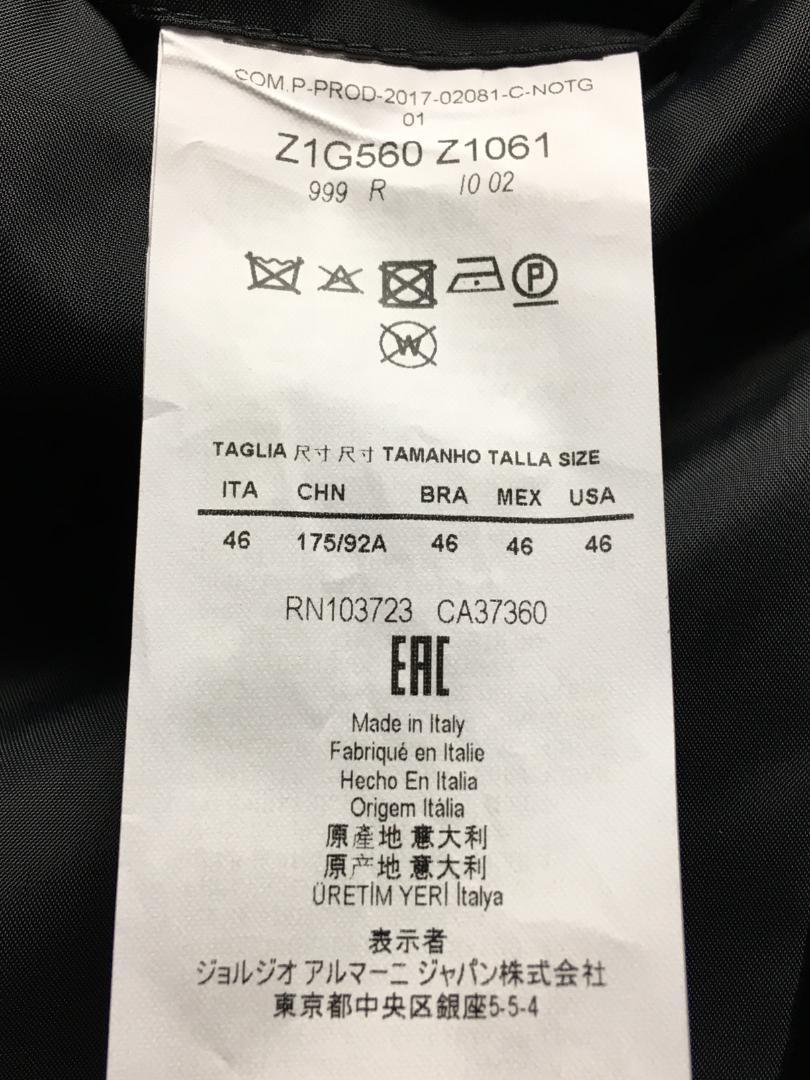 COM.P-PROD-2017-02081-C-NOTG
01
Z1G560 Z1061
999 R 10 02
P
W
TAGLIA 尺寸 尺寸 TAMANHO TALLA SIZE
ITA CHN BRA MEX USA
46 175/92A 46 46 46
RN103723 CA37360
EAC
Made in Italy
Fabriqué en Italie
Hecho En Italia
Origem Itália
原產地 意大利
原产地 意大利
ÜRETİM YERİ İtalya
表示者
ジョルジオ アルマーニ ジャパン株式会社
東京都中央区銀座5-5-4